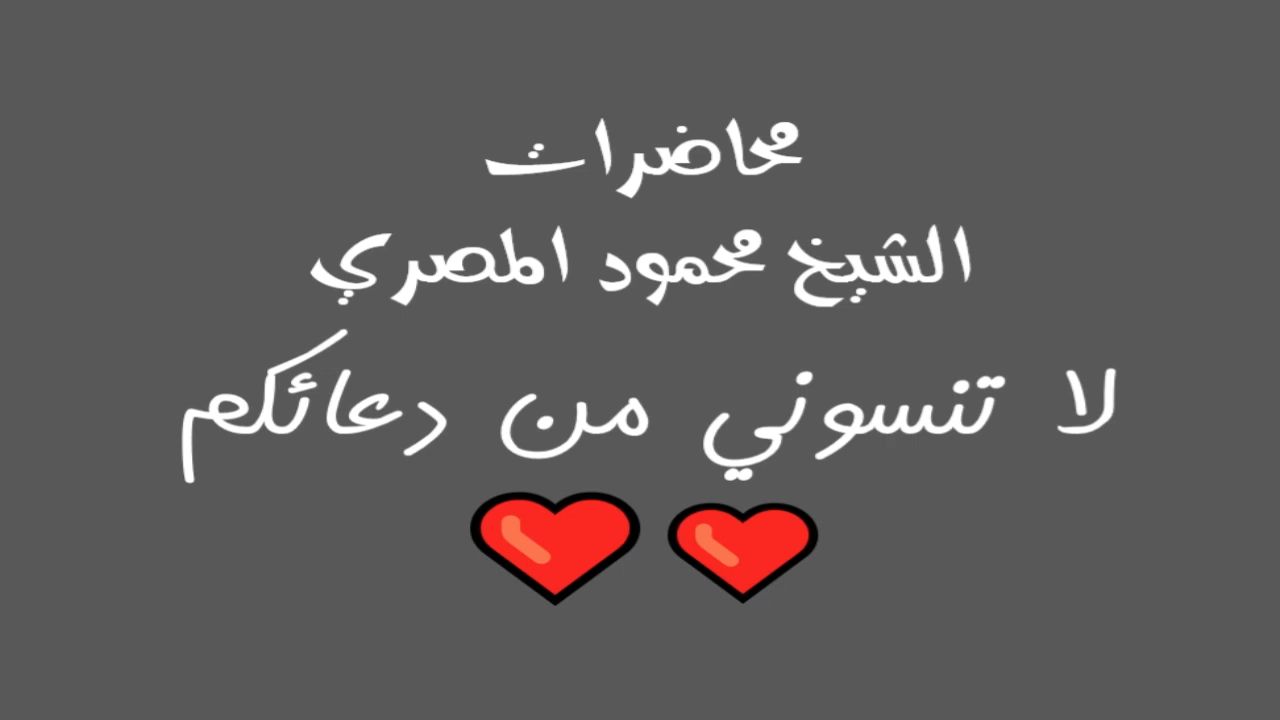 محاضرات
الشيخ محمود المصري
لا تنسوني من دعائكم